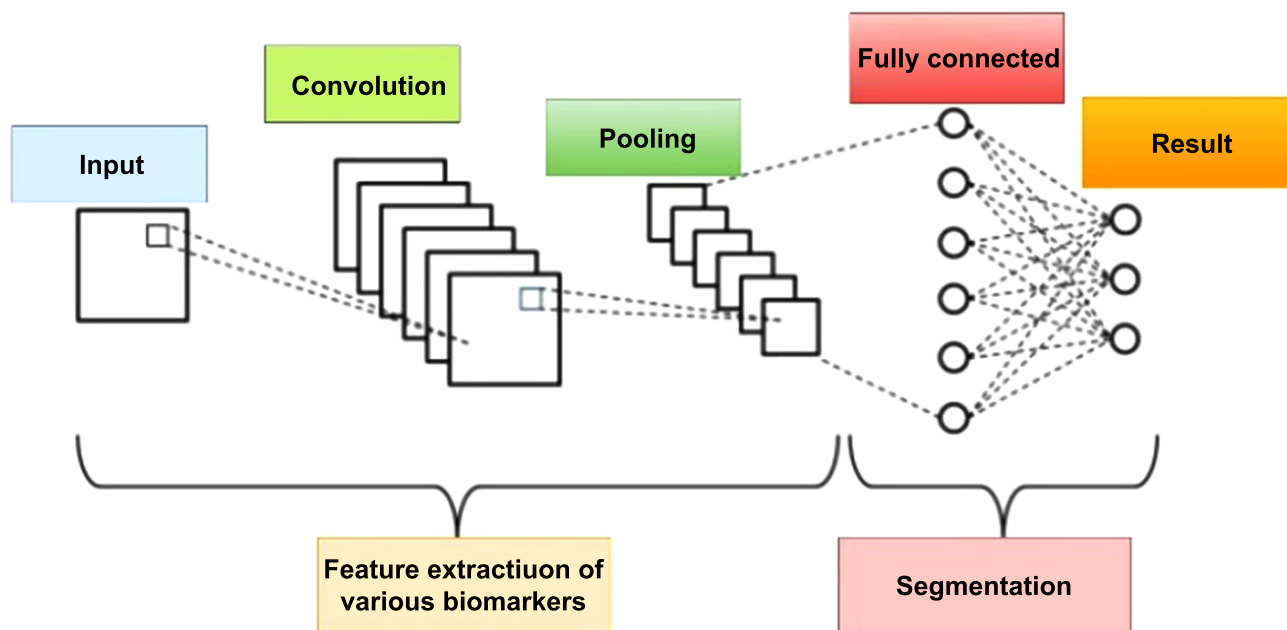 Input
Convolution
Pooling
Fully connected
Result
Feature extractiuon of
various biomarkers
Segmentation